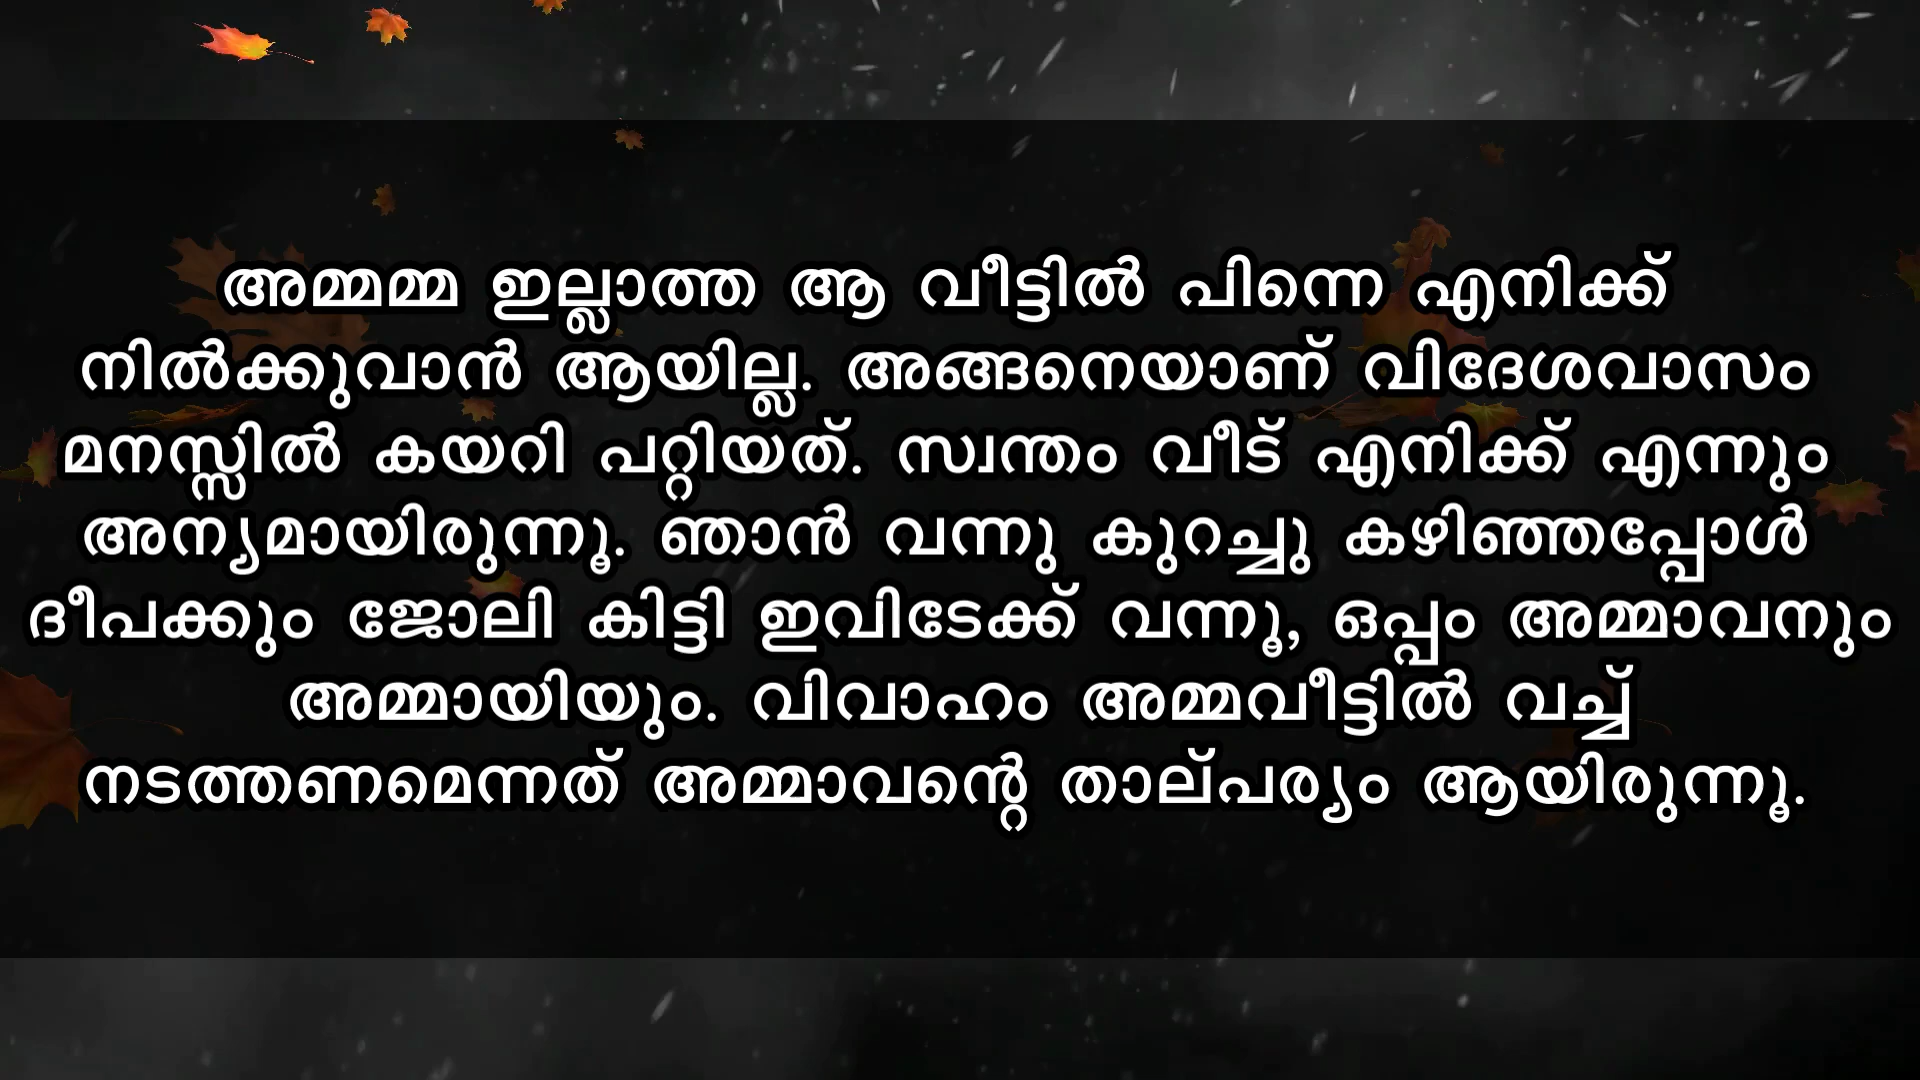 അമ്മമ്മ ഇല്ലാത്ത ആ വീട്ടിൽ പിന്നെ എനിക്ക്
നിൽക്കുവാൻ ആയില്ല. അങ്ങനെയാണ് വിദേശവാസം
മനസ്സിൽ കയറി പറ്റിയത്. സ്വന്തം വീട് എനിക്ക് എന്നും
അന്യമായിരുന്നൂ. ഞാൻ വന്നു കുറച്ചു കഴിഞ്ഞപ്പോൾ
ദീപക്കും ജോലി കിട്ടി ഇവിടേക്ക് വന്നൂ, ഒപ്പം അമ്മാവനും
അമ്മായിയും. വിവാഹം അമ്മവീട്ടിൽ വച്ച്
നടത്തണമെന്നത് അമ്മാവന്റെ താല്പര്യം ആയിരുന്നൂ.